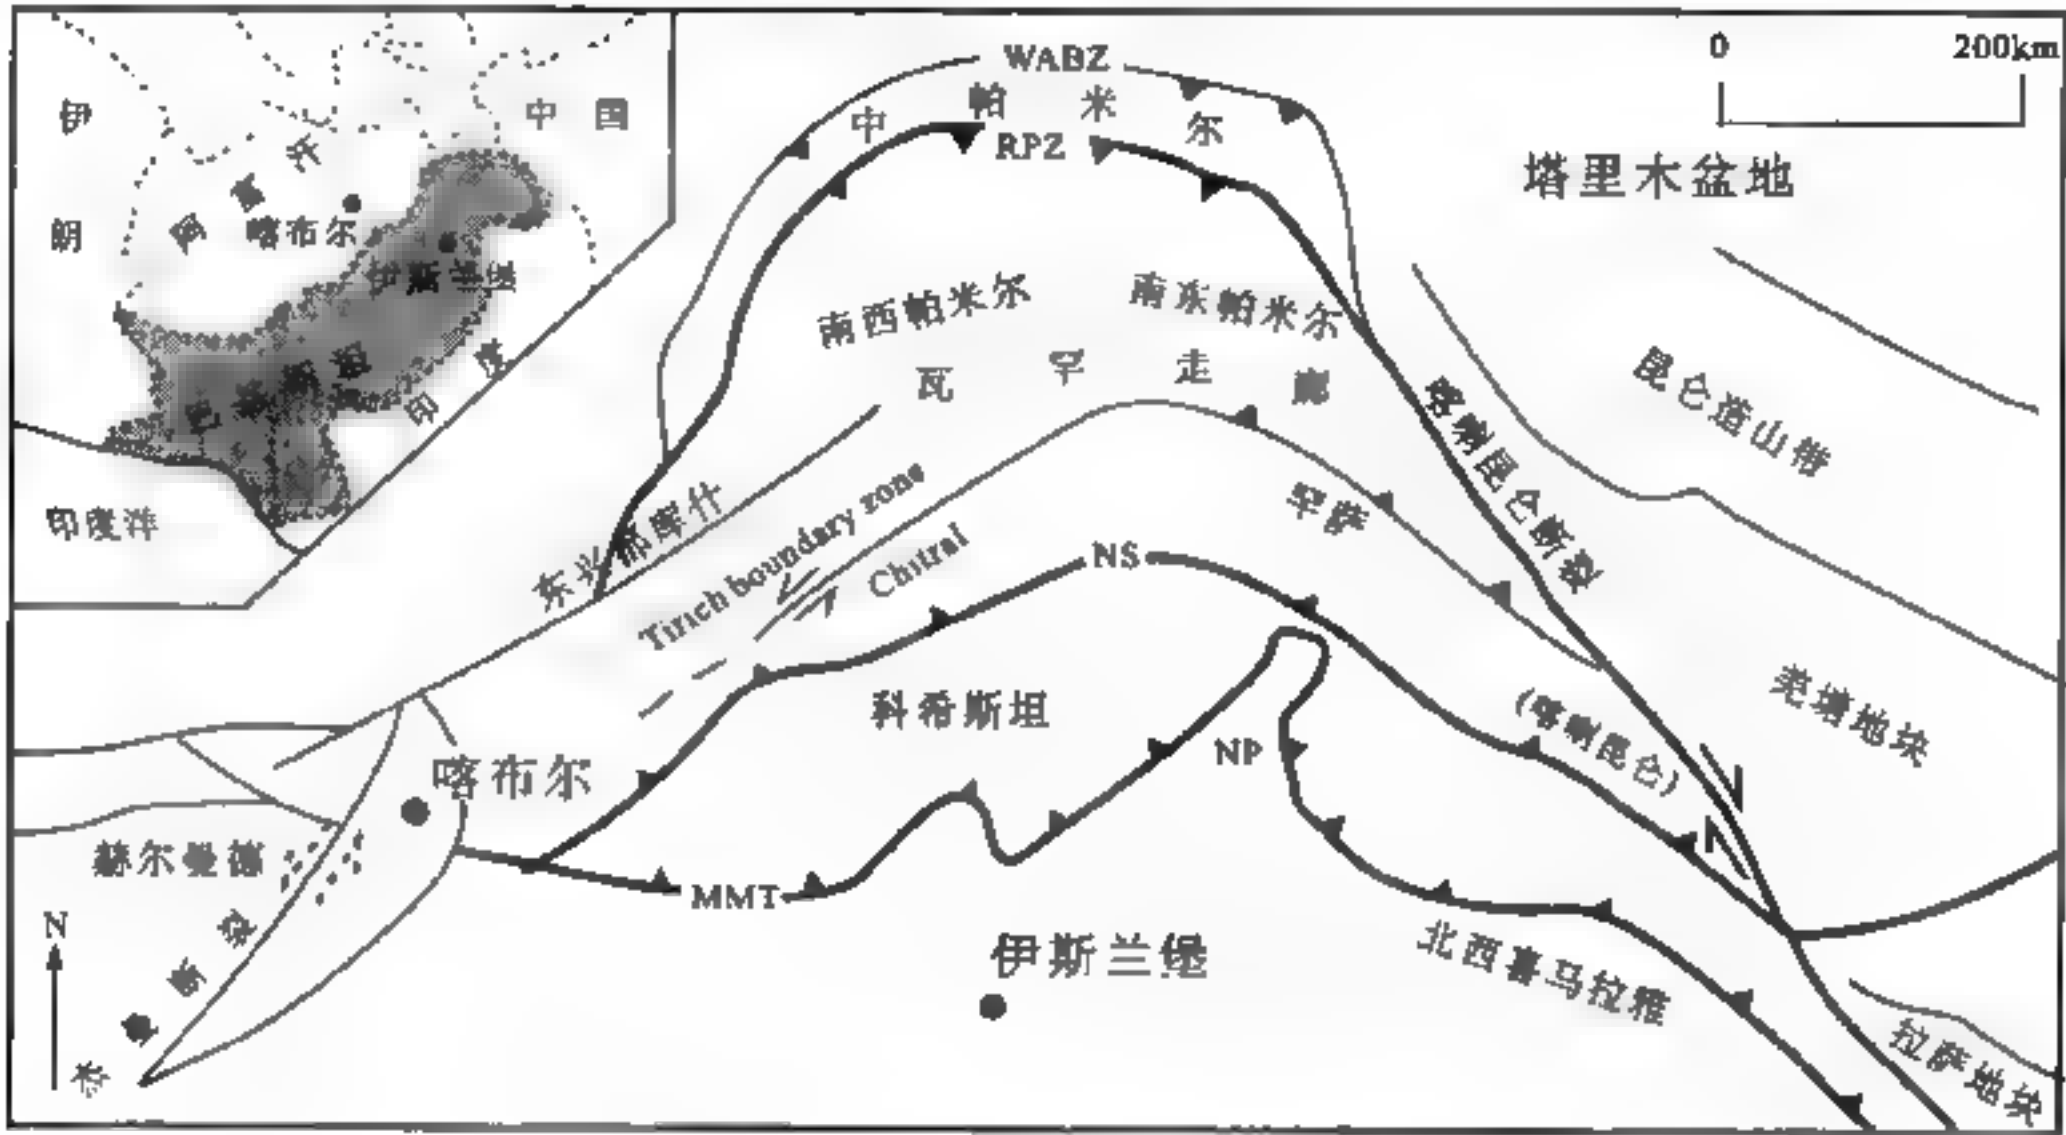 伊
朗
阿富汗
中国
喀布尔
伊斯兰堡
巴基斯坦
印度
印度洋
WABZ
中帕米尔
RPZ
0 200km
塔里木盆地
南西帕米尔
南东帕米尔
瓦罕走廊
昆仑造山带
喀喇昆仑断裂
东兴都库什
Tirich boundary zone
Chitral
罕萨
NS
科希斯坦
NP
(喀喇昆仑)
羌塘地块
喀布尔
赫尔曼德
MMT
N
伊斯兰堡
北西喜马拉雅
拉萨地块
断裂